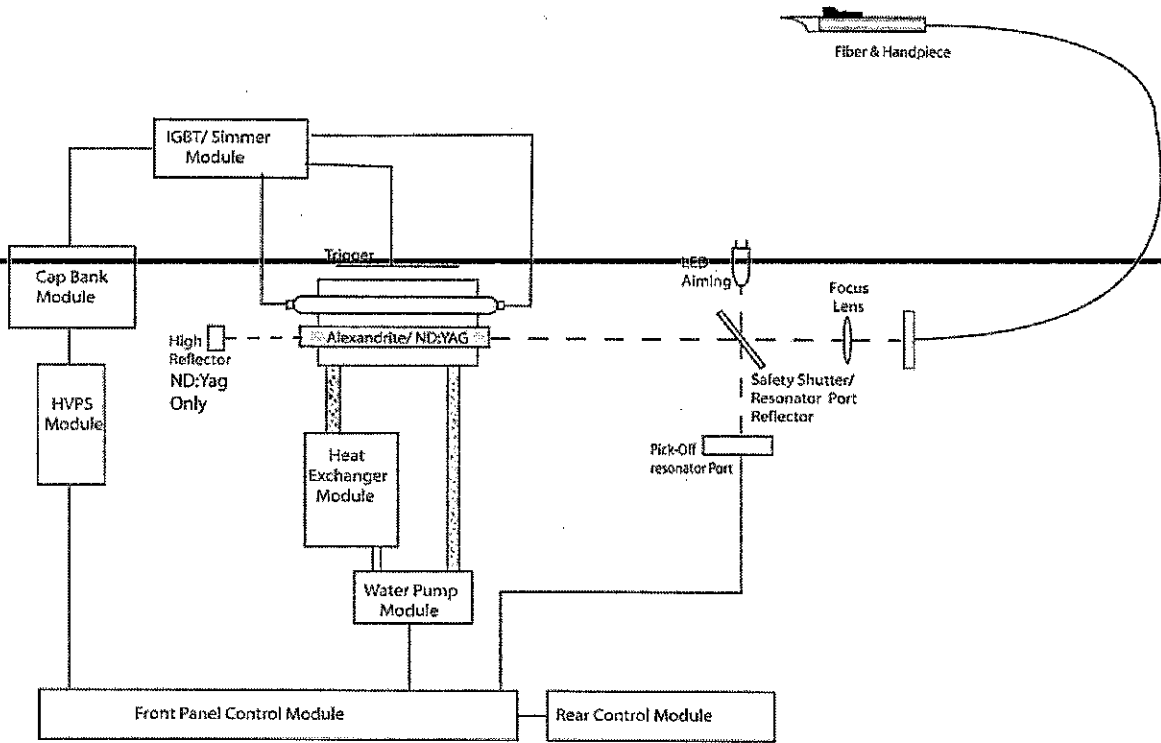 Fiber & Handpiece
IGBT/ Simmer
Module
Trigger
LED
Aiming
Cap Bank
Module
Focus
Lens
High
Reflector
ND:Yag
Only
Alexandrite/ ND:YAG
Safety Shutter/
Resonator Port
Reflector
HVPS
Module
Pick-Off
resonator Port
Heat
Exchanger
Module
Water Pump
Module
Front Panel Control Module
Rear Control Module